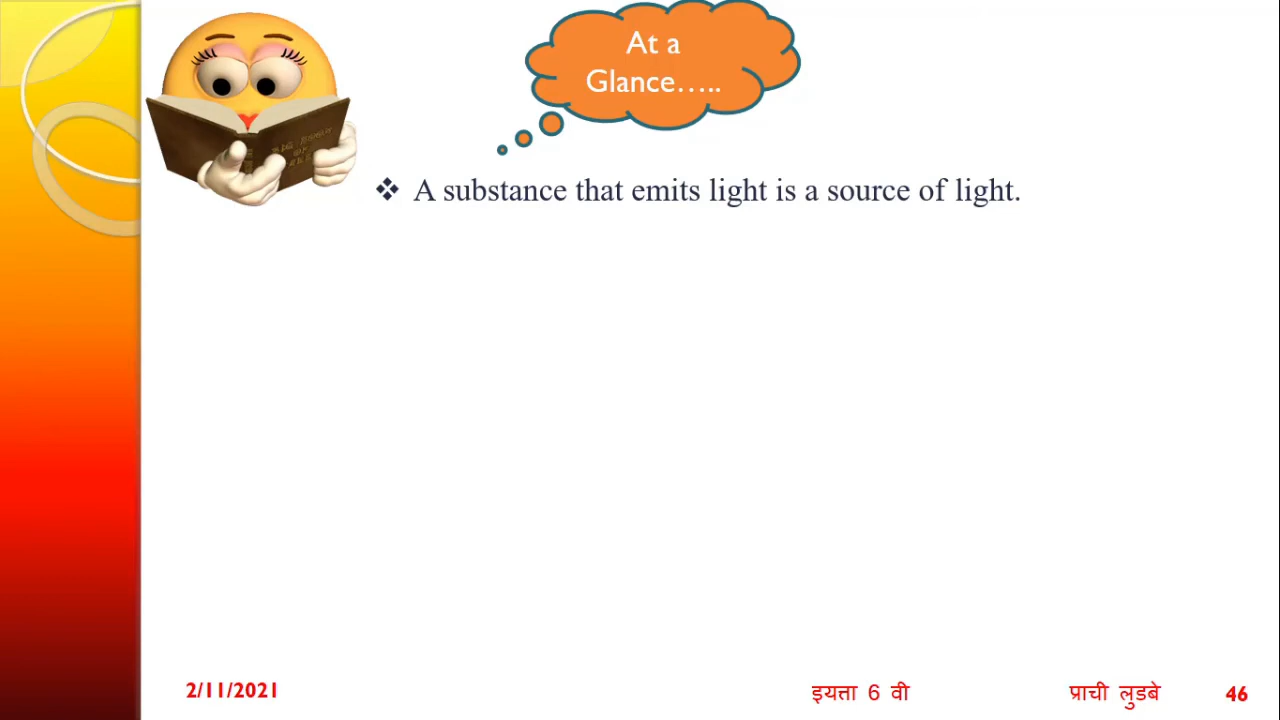 At a
Glance…..
❖ A substance that emits light is a source of light.
2/11/2021
इयत्ता 6 वी
प्राची लुडबे
46